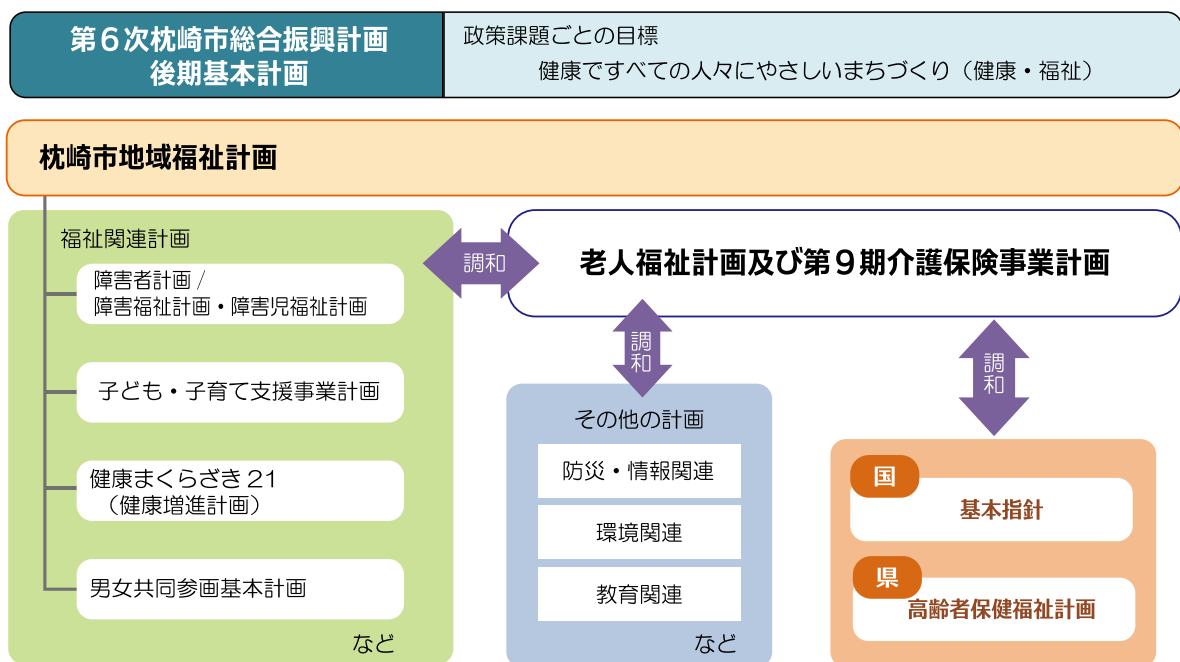 第６次枕崎市総合振興計画
後期基本計画
政策課題ごとの目標
健康ですべての人々にやさしいまちづくり（健康・福祉）
枕崎市地域福祉計画
福祉関連計画
障害者計画 /
障害福祉計画・障害児福祉計画
子ども・子育て支援事業計画
健康まくらざき 21
（健康増進計画）
男女共同参画基本計画
など
調和
老人福祉計画及び第９期介護保険事業計画
調和
調和
その他の計画
防災・情報関連
環境関連
教育関連
など
国
基本指針
県
高齢者保健福祉計画